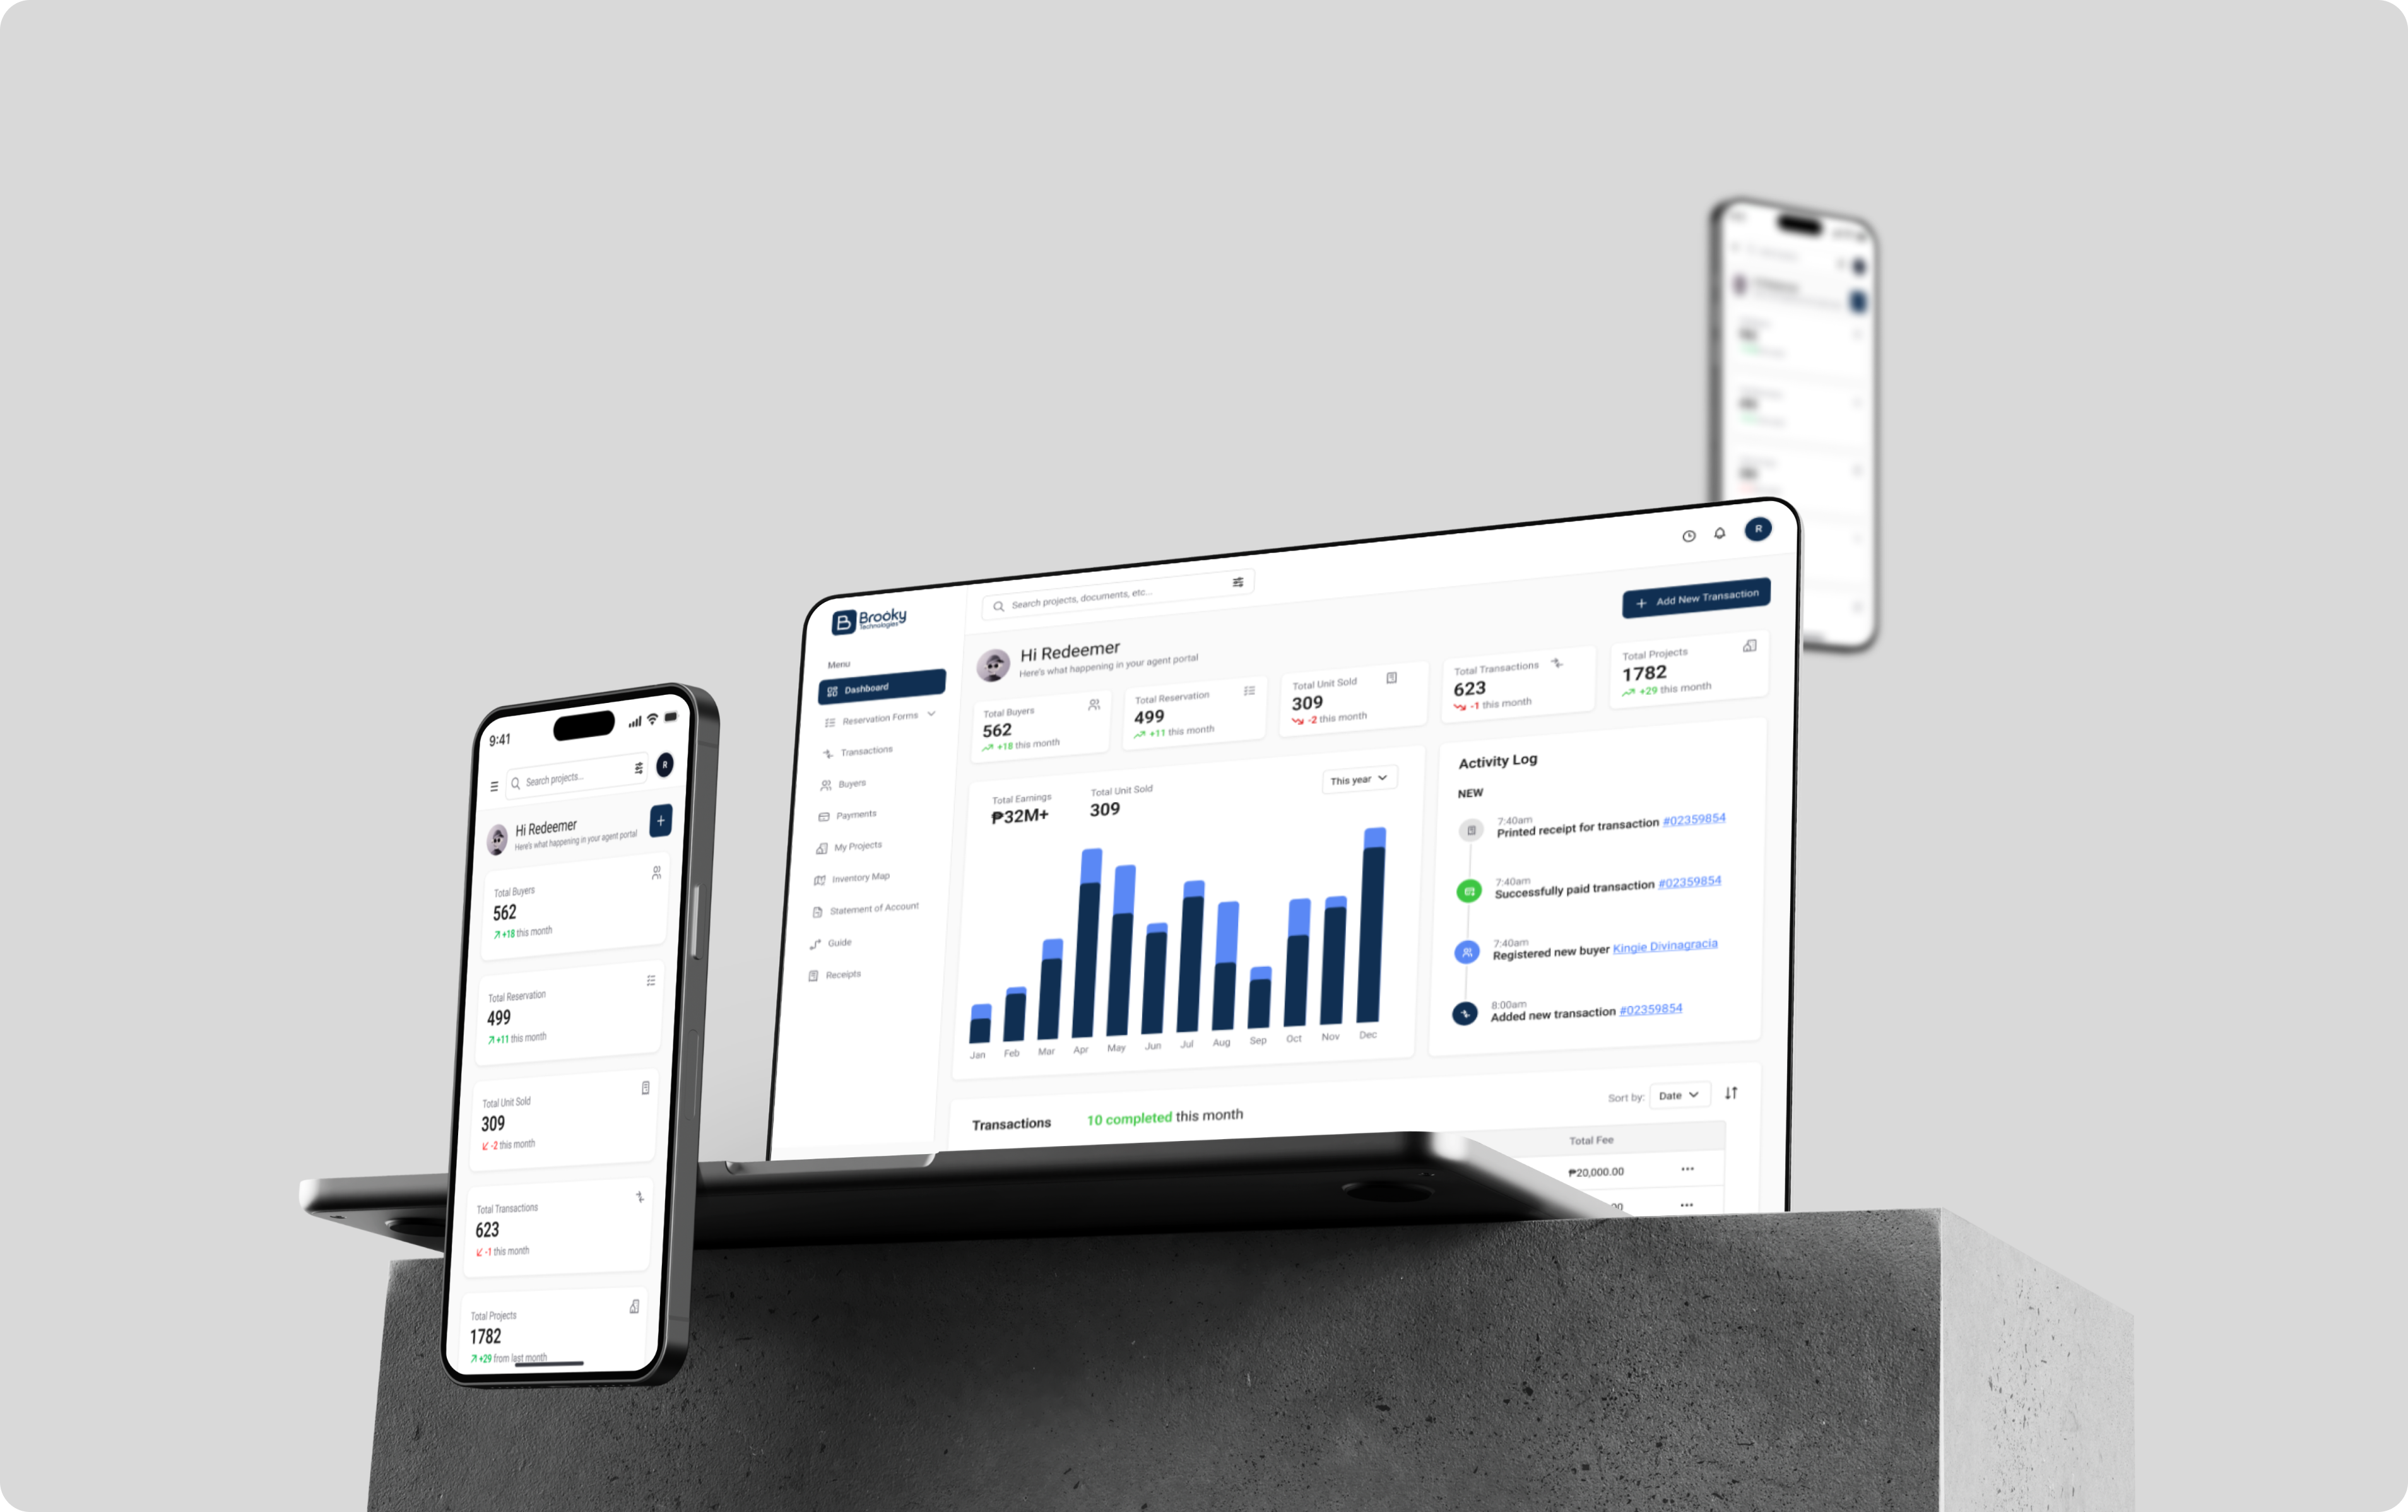 9:41
Search projects...
R
Hi Redeemer
Here's what happening in your agent portal
Total Buyers
562
+18 this month
Total Reservation
499
+11 this month
Total Unit Sold
309
-2 this month
Total Transactions
623
-1 this month
Total Projects
1782
+29 from last month
Brooky
Technologies
Menu
Dashboard
Reservation Forms
Transactions
Buyers
Payments
My Projects
Inventory Map
Statement of Account
Guide
Receipts
Search projects, documents, etc...
R
Hi Redeemer
Here's what happening in your agent portal
Add New Transaction
Total Buyers
562
+18 this month
Total Reservation
499
+11 this month
Total Unit Sold
309
-2 this month
Total Transactions
623
-1 this month
Total Projects
1782
+29 this month
Total Earnings
₱32M+
Total Unit Sold
309
This year
Jan Feb Mar Apr May Jun Jul Aug Sep Oct Nov Dec
Activity Log
NEW
7:40am
Printed receipt for transaction #02359854
7:40am
Successfully paid transaction #02359854
7:40am
Registered new buyer Kingie Divinagracia
8:00am
Added new transaction #02359854
Transactions 10 completed this month
Sort by: Date
Total Fee
₱20,000.00